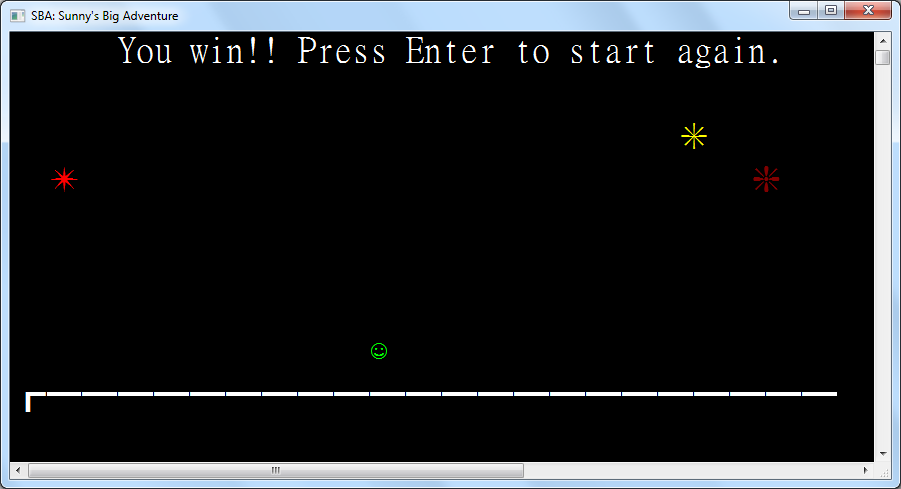 SBA: Sunny's Big Adventure
You win!! Press Enter to start again.